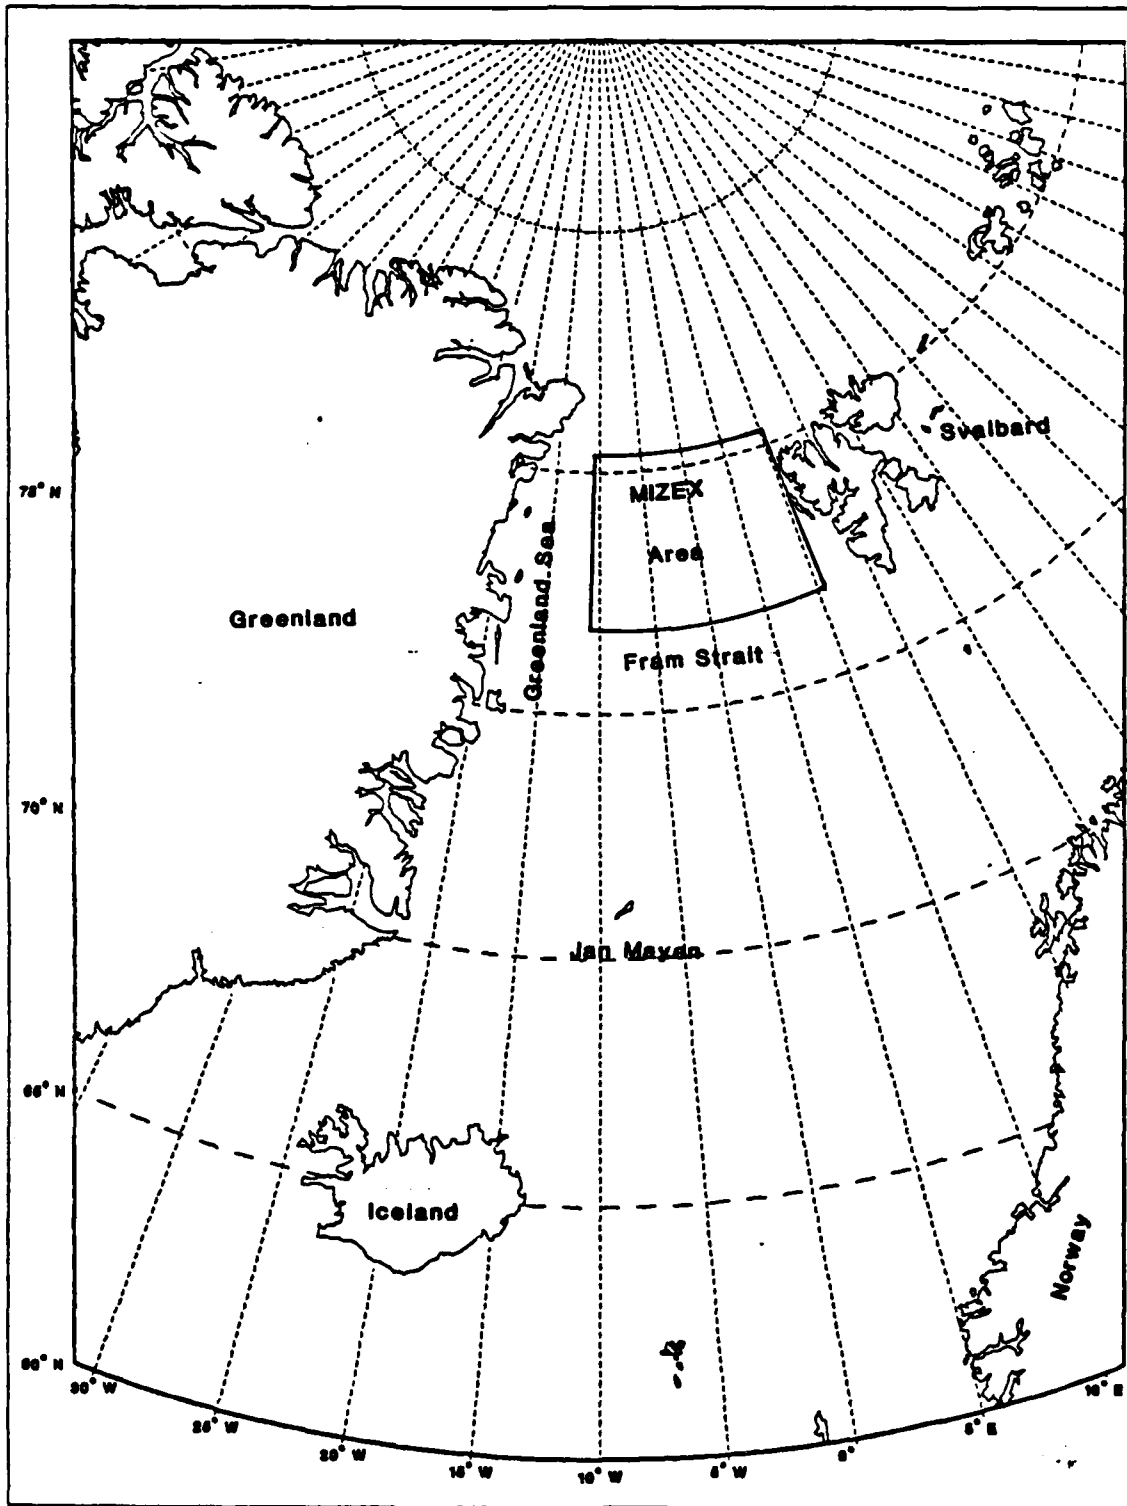 Svalbard
75° N
MIZEX
Area
Greenland Sea
Greenland
Fram Strait
70° N
Jan Mayen
65° N
Iceland
Norway
60° N
30° W
25° W
20° W
15° W
10° W
5° W
0°
5° E
10° E